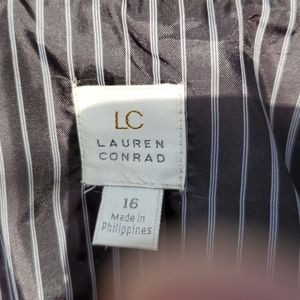 LC
LAUREN
CONRAD
16
Made in
Philippines